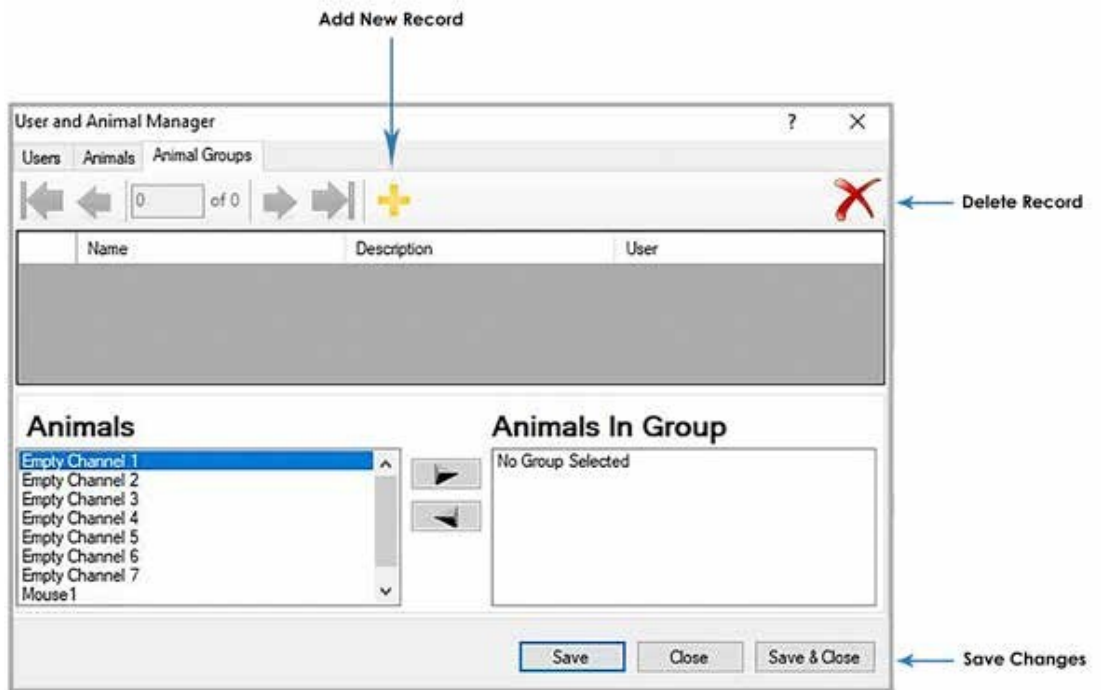 Add New Record
User and Animal Manager ? X
Users Animals Animal Groups
0 of 0
Delete Record
Name Description User
Animals
Animals In Group
Empty Channel 1
Empty Channel 2
Empty Channel 3
Empty Channel 4
Empty Channel 5
Empty Channel 6
Empty Channel 7
Mouse1
No Group Selected
Save Close Save & Close
Save Changes